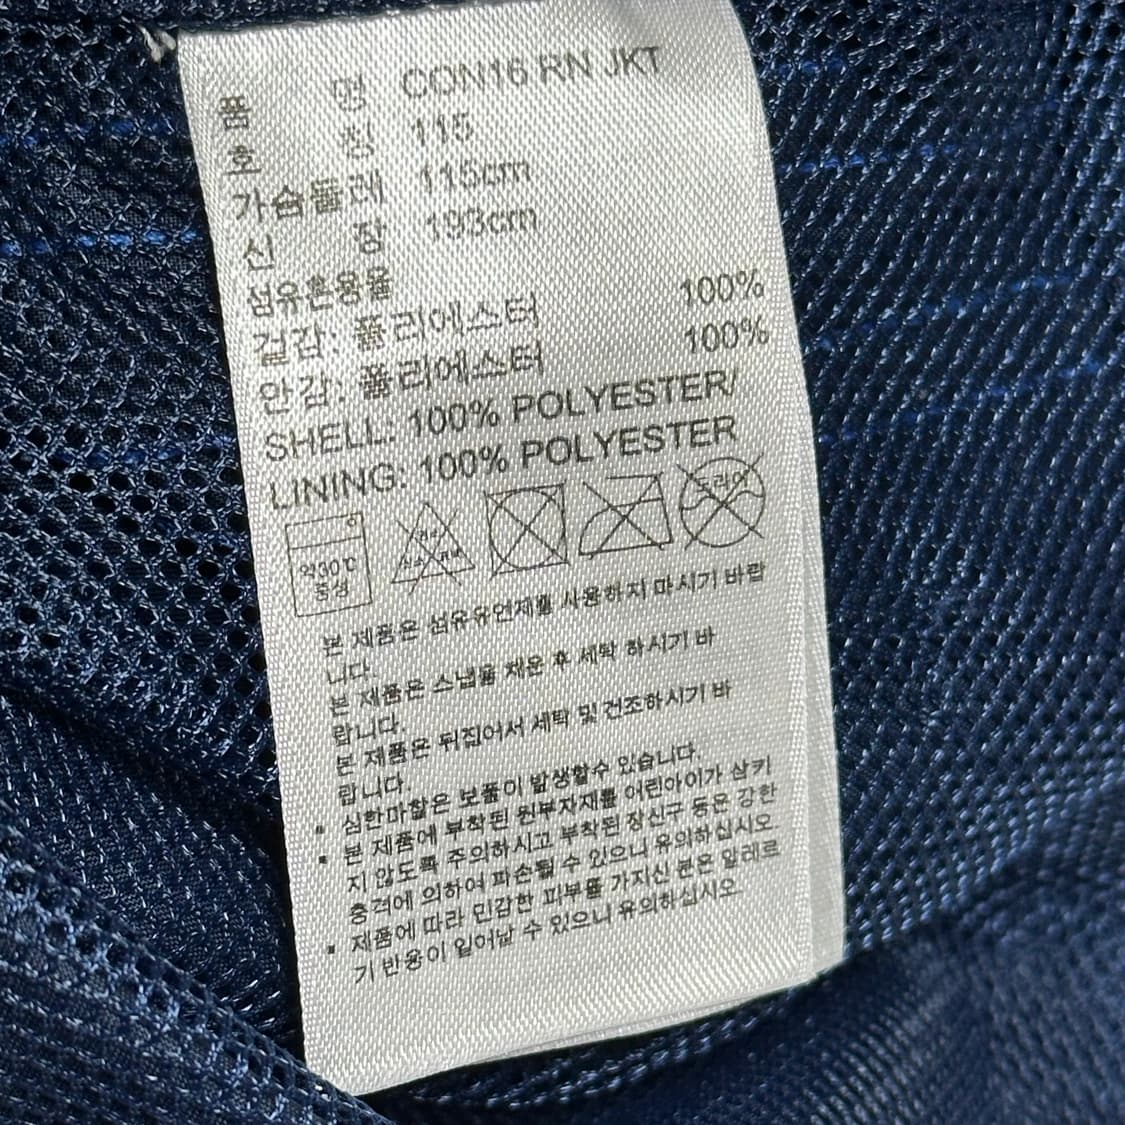 품 명 CON16 RN JKT
호 칭 115
가슴둘레 115cm
신 장 193cm
섬유혼용율
겉감: 폴리에스터 100%
안감: 폴리에스터 100%
SHELL: 100% POLYESTER/
LINING: 100% POLYESTER
약30℃
중성
드라이
본 제품은 섬유유연제를 사용하지 마시기 바랍
니다.
본 제품은 스냅을 채운 후 세탁 하시기 바
랍니다.
본 제품은 뒤집어서 세탁 및 건조하시기 바
랍니다.
• 심한마찰은 보풀이 발생할수 있습니다.
• 본 제품에 부착된 원부자재를 어린아이가 삼키
지 않도록 주의하시고 부착된 장신구 등은 강한
충격에 의하여 파손될 수 있으니 유의하십시오
• 제품에 따라 민감한 피부를 가지신 분은 알레르
기 반응이 일어날 수 있으니 유의하십시오.